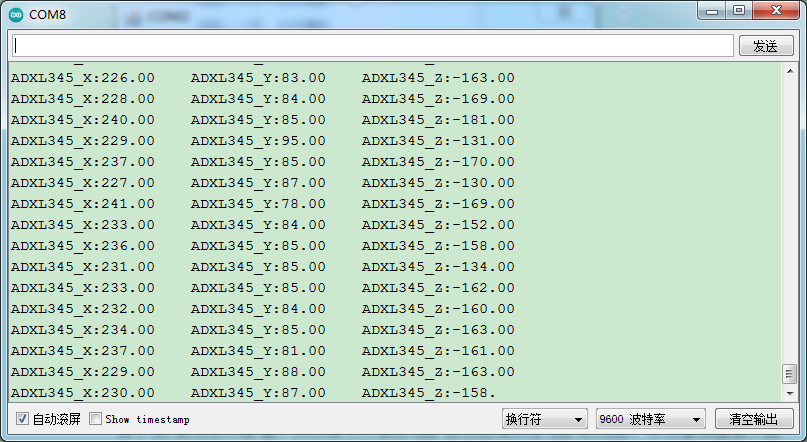 COM8
发送
ADXL345_X:226.00 ADXL345_Y:83.00 ADXL345_Z:-163.00
ADXL345_X:228.00 ADXL345_Y:84.00 ADXL345_Z:-169.00
ADXL345_X:240.00 ADXL345_Y:85.00 ADXL345_Z:-181.00
ADXL345_X:229.00 ADXL345_Y:95.00 ADXL345_Z:-131.00
ADXL345_X:237.00 ADXL345_Y:85.00 ADXL345_Z:-170.00
ADXL345_X:227.00 ADXL345_Y:87.00 ADXL345_Z:-130.00
ADXL345_X:241.00 ADXL345_Y:78.00 ADXL345_Z:-169.00
ADXL345_X:233.00 ADXL345_Y:84.00 ADXL345_Z:-152.00
ADXL345_X:236.00 ADXL345_Y:85.00 ADXL345_Z:-158.00
ADXL345_X:231.00 ADXL345_Y:85.00 ADXL345_Z:-134.00
ADXL345_X:233.00 ADXL345_Y:85.00 ADXL345_Z:-162.00
ADXL345_X:232.00 ADXL345_Y:84.00 ADXL345_Z:-160.00
ADXL345_X:234.00 ADXL345_Y:85.00 ADXL345_Z:-163.00
ADXL345_X:237.00 ADXL345_Y:81.00 ADXL345_Z:-161.00
ADXL345_X:229.00 ADXL345_Y:88.00 ADXL345_Z:-163.00
ADXL345_X:230.00 ADXL345_Y:87.00 ADXL345_Z:-158.
自动滚屏 Show timestamp 换行符 9600 波特率 清空输出